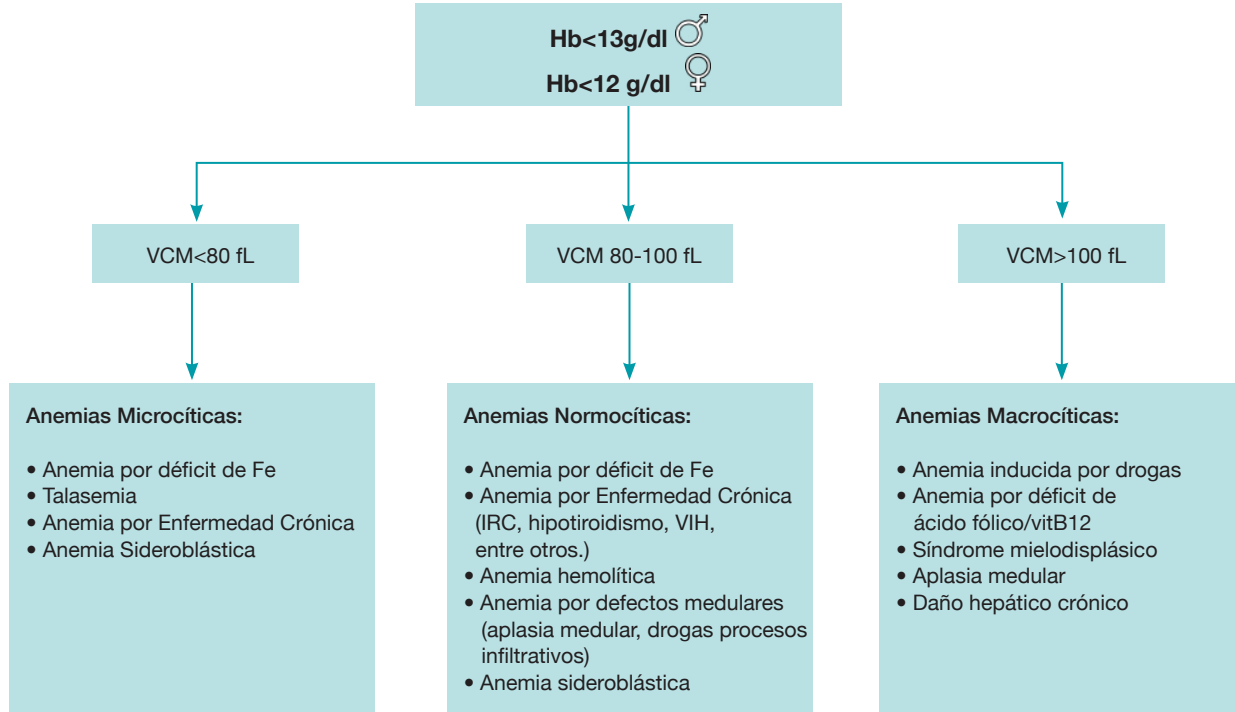 Hb<13g/dl ♂
Hb<12 g/dl ♀
VCM<80 fL
VCM 80-100 fL
VCM>100 fL
Anemias Microcíticas:
• Anemia por déficit de Fe
• Talasemia
• Anemia por Enfermedad Crónica
• Anemia Sideroblástica
Anemias Normocíticas:
• Anemia por déficit de Fe
• Anemia por Enfermedad Crónica
(IRC, hipotiroidismo, VIH,
entre otros.)
• Anemia hemolítica
• Anemia por defectos medulares
(aplasia medular, drogas procesos
infiltrativos)
• Anemia sideroblástica
Anemias Macrocíticas:
• Anemia inducida por drogas
• Anemia por déficit de
ácido fólico/vitB12
• Síndrome mielodisplásico
• Aplasia medular
• Daño hepático crónico